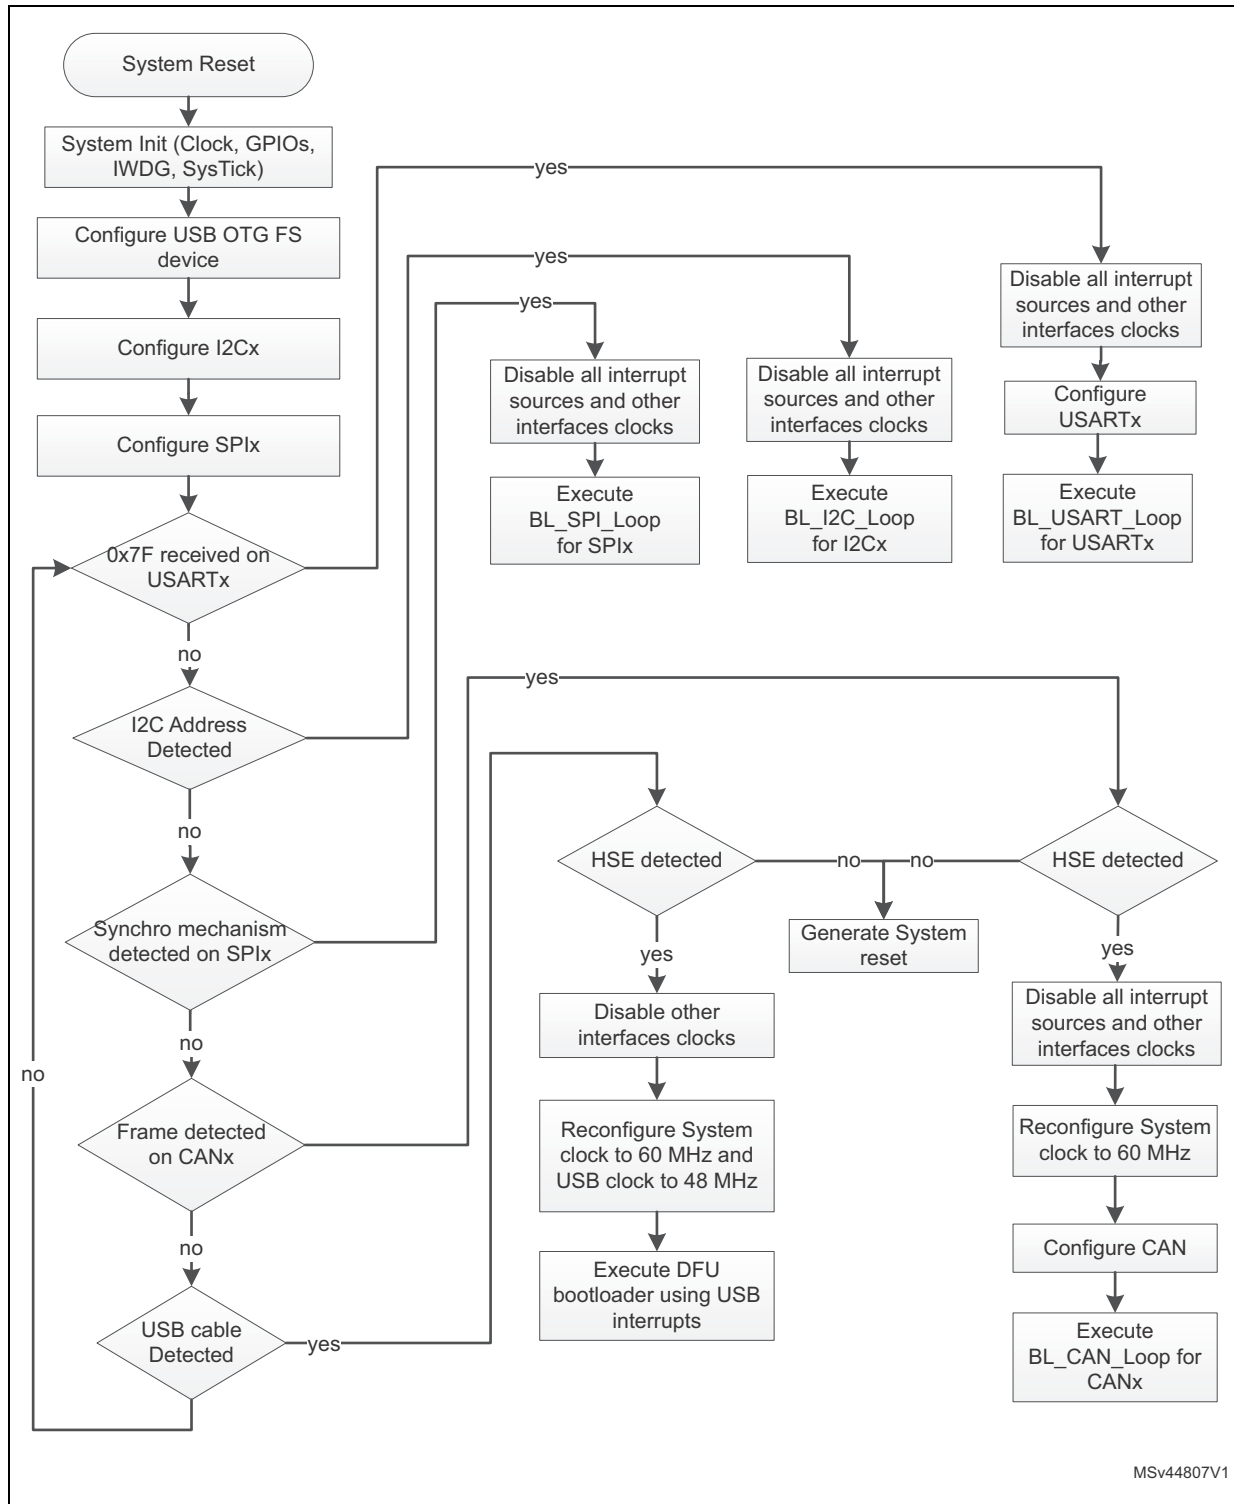 System Reset
System Init (Clock, GPIOs,
IWDG, SysTick)
Configure USB OTG FS
device
Configure I2Cx
Configure SPIx
0x7F received on
USARTx
no
I2C Address
Detected
no
Synchro mechanism
detected on SPIx
no
Frame detected
on CANx
no
USB cable
Detected
yes
no
yes
Disable all interrupt
sources and other
interfaces clocks
Configure
USARTx
Execute
BL_USART_Loop
for USARTx
yes
Disable all interrupt
sources and other
interfaces clocks
Execute
BL_I2C_Loop
for I2Cx
yes
Disable all interrupt
sources and other
interfaces clocks
Execute
BL_SPI_Loop
for SPIx
yes
HSE detected
no
no
HSE detected
Generate System
reset
yes
Disable other
interfaces clocks
Reconfigure System
clock to 60 MHz and
USB clock to 48 MHz
Execute DFU
bootloader using USB
interrupts
yes
Disable all interrupt
sources and other
interfaces clocks
Reconfigure System
clock to 60 MHz
Configure CAN
Execute
BL_CAN_Loop for
CANx
MSv44807V1